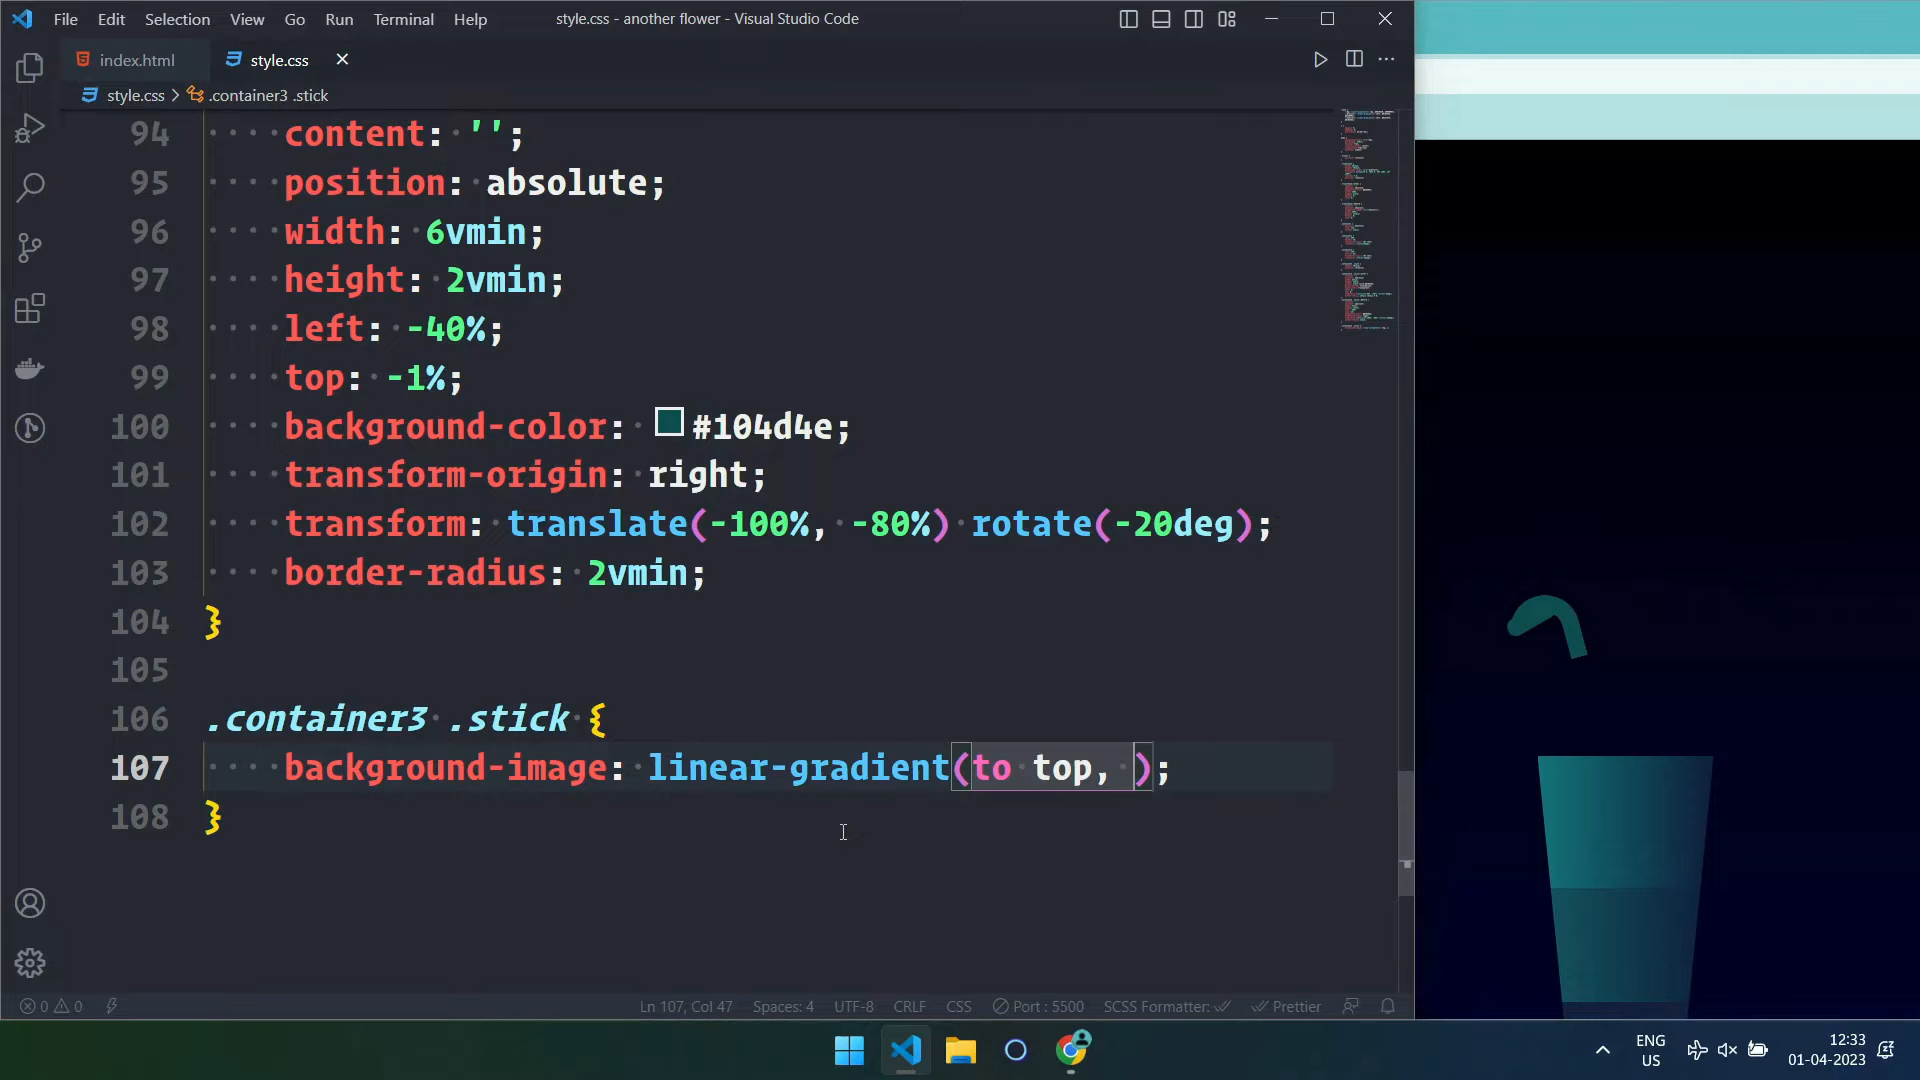 File Edit Selection View Go Run Terminal Help
style.css - another flower - Visual Studio Code
index.html
style.css
style.css > .container3 .stick
94 content: '';
95 position: absolute;
96 width: 6vmin;
97 height: 2vmin;
98 left: -40%;
99 top: -1%;
100 background-color: #104d4e;
101 transform-origin: right;
102 transform: translate(-100%, -80%) rotate(-20deg);
103 border-radius: 2vmin;
104 }
105
106 .container3 .stick {
107 background-image: linear-gradient(to top, );
108 }
0 0 Ln 107, Col 47 Spaces: 4 UTF-8 CRLF CSS Port : 5500 SCSS Formatter: Prettier
ENG
US
12:33
01-04-2023